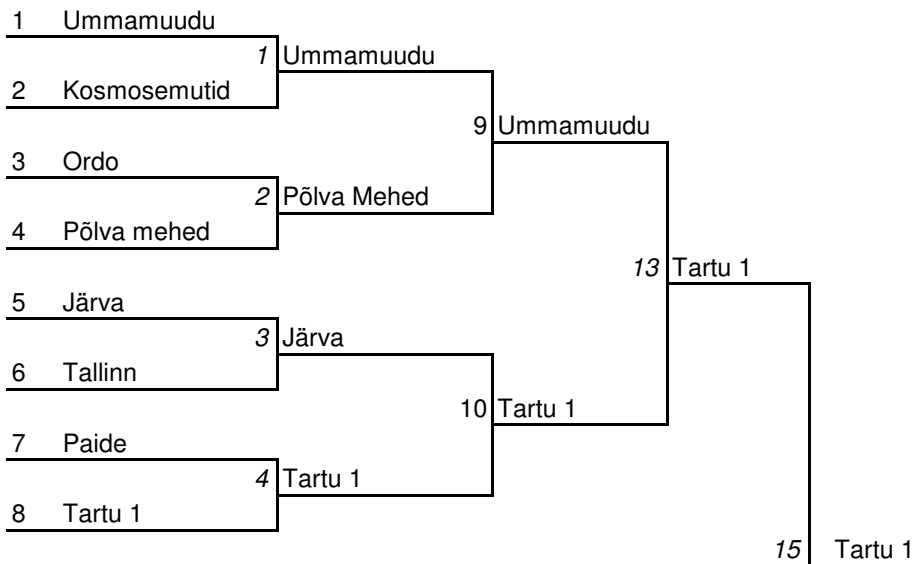 1 Ummamuudu
1 Ummamuudu
2 Kosmosemutid
9 Ummamuudu
3 Ordo
2 Põlva Mehed
4 Põlva mehed
13 Tartu 1
5 Järva
3 Järva
6 Tallinn
10 Tartu 1
7 Paide
4 Tartu 1
8 Tartu 1
15 Tartu 1